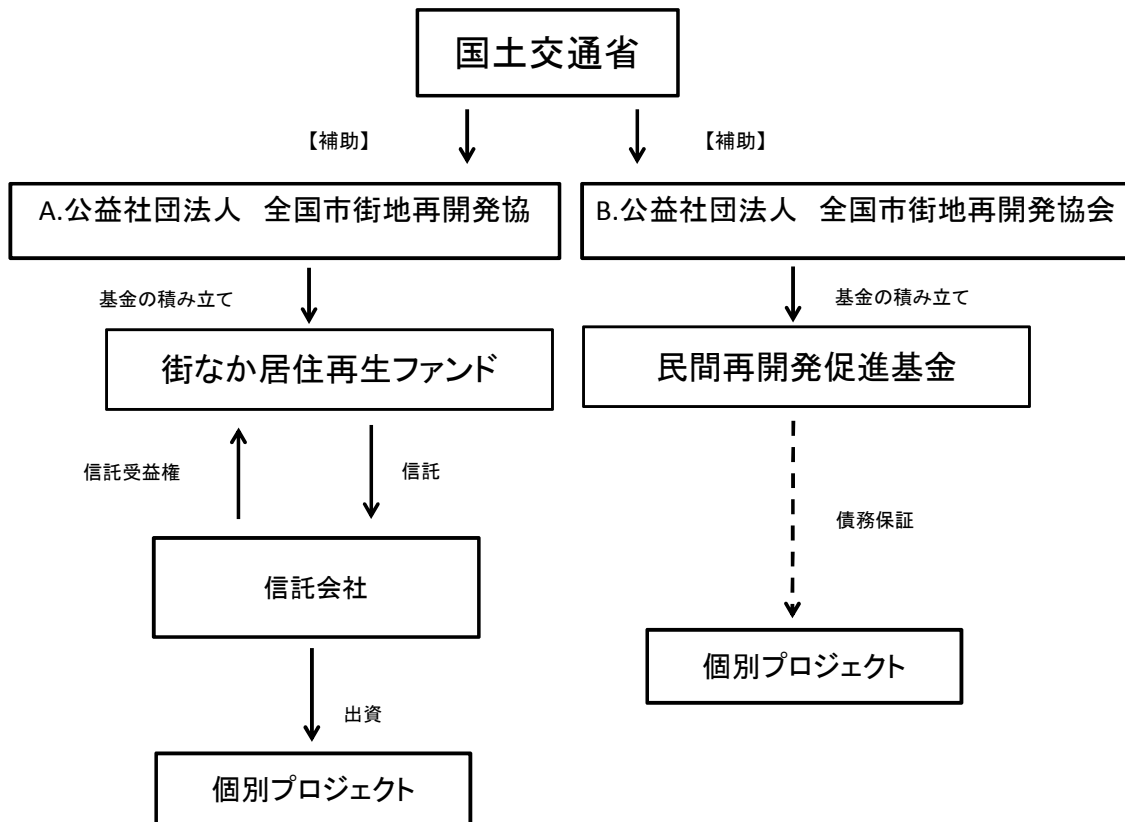 国土交通省
【補助】
【補助】
A.公益社団法人　全国市街地再開発協
B.公益社団法人　全国市街地再開発協会
基金の積み立て
基金の積み立て
街なか居住再生ファンド
民間再開発促進基金
信託受益権
信託
債務保証
信託会社
個別プロジェクト
出資
個別プロジェクト